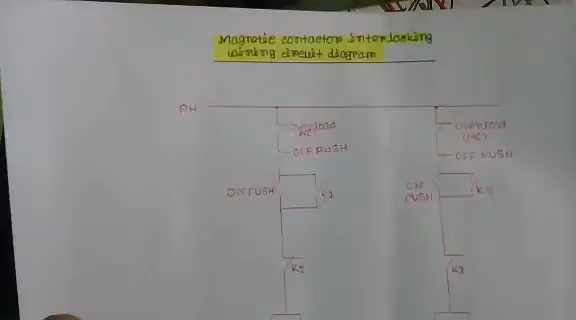 Magnetic contactor interlocking
wiring circuit diagram
PH
overload
(NC)
OFF PUSH
ON PUSH
K1
K2
overload
(NC)
OFF PUSH
ON
PUSH
K2
K1